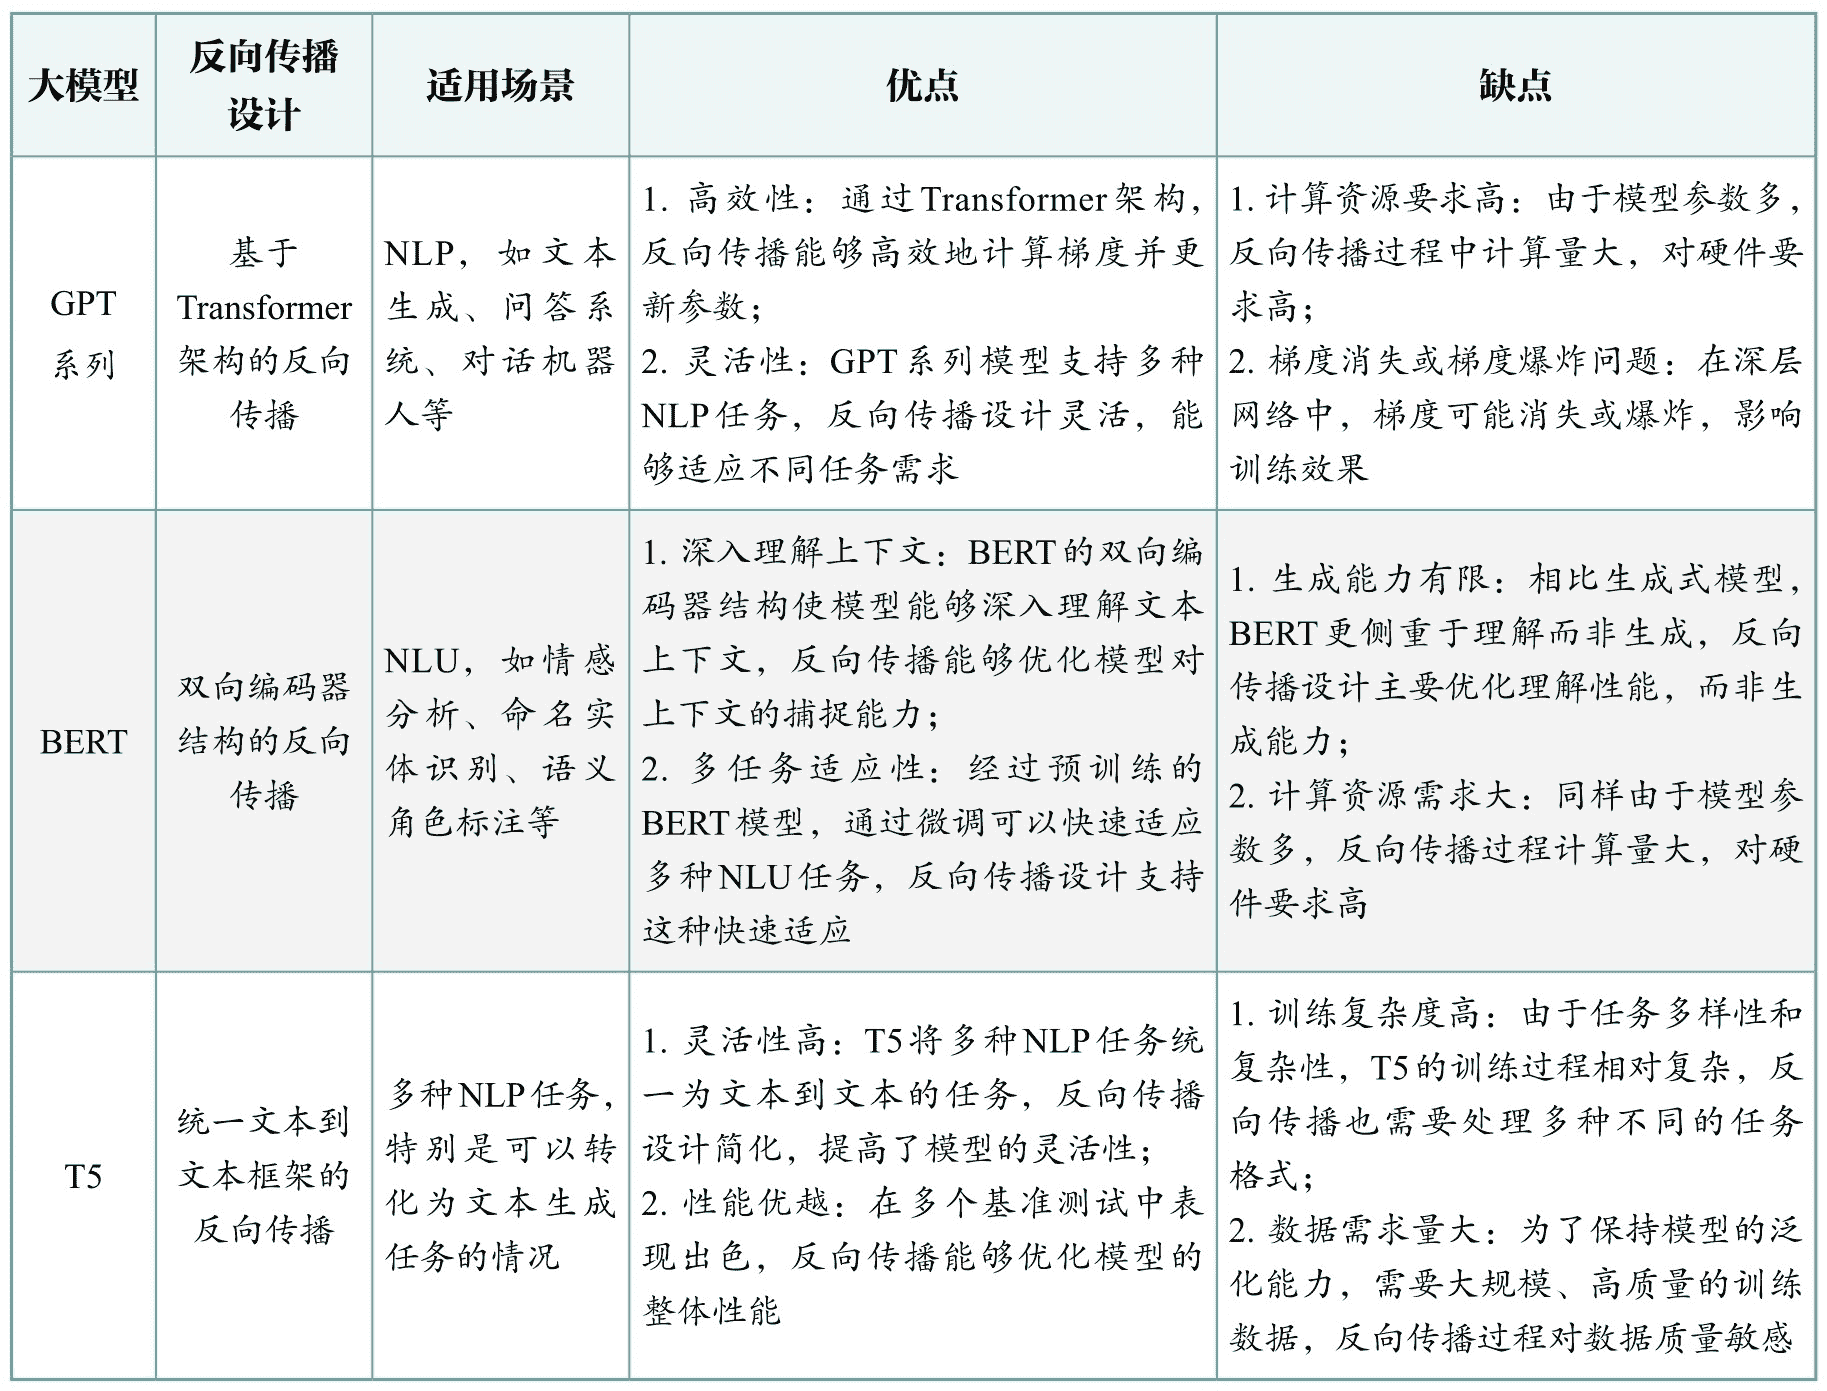 大模型
反向传播
设计
适用场景
优点
缺点
GPT
系列
基于
Transformer
架构的反向
传播
NLP，如文本
生成、问答系
统、对话机器
人等
1. 高效性：通过Transformer架构，
反向传播能够高效地计算梯度并更
新参数；
2. 灵活性：GPT系列模型支持多种
NLP任务，反向传播设计灵活，能
够适应不同任务需求
1. 计算资源要求高：由于模型参数多，
反向传播过程中计算量大，对硬件要
求高；
2. 梯度消失或梯度爆炸问题：在深层
网络中，梯度可能消失或爆炸，影响
训练效果
BERT
双向编码器
结构的反向
传播
NLU，如情感
分析、命名实
体识别、语义
角色标注等
1. 深入理解上下文：BERT的双向编
码器结构使模型能够深入理解文本
上下文，反向传播能够优化模型对
上下文的捕捉能力；
2. 多任务适应性：经过预训练的
BERT模型，通过微调可以快速适应
多种NLU任务，反向传播设计支持
这种快速适应
1. 生成能力有限：相比生成式模型，
BERT更侧重于理解而非生成，反向
传播设计主要优化理解性能，而非生
成能力；
2. 计算资源需求大：同样由于模型参
数多，反向传播过程计算量大，对硬
件要求高
T5
统一文本到
文本框架的
反向传播
多种NLP任务，
特别是可以转
化为文本生成
任务的情况
1. 灵活性高：T5将多种NLP任务统
一为文本到文本的任务，反向传播
设计简化，提高了模型的灵活性；
2. 性能优越：在多个基准测试中表
现出色，反向传播能够优化模型的
整体性能
1. 训练复杂度高：由于任务多样性和
复杂性，T5的训练过程相对复杂，反
向传播也需要处理多种不同的任务
格式；
2. 数据需求量大：为了保持模型的泛
化能力，需要大规模、高质量的训练
数据，反向传播过程对数据质量敏感